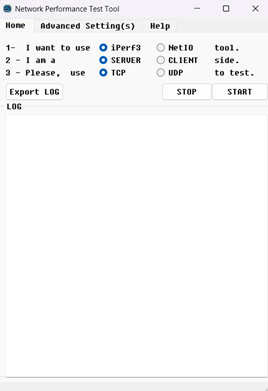 Network Performance Test Tool
Home Advanced Setting(s) Help
1- I want to use iPerf3 NetIO tool.
2 - I am a SERVER CLIENT side.
3 - Please, use TCP UDP to test.
Export LOG STOP START
LOG